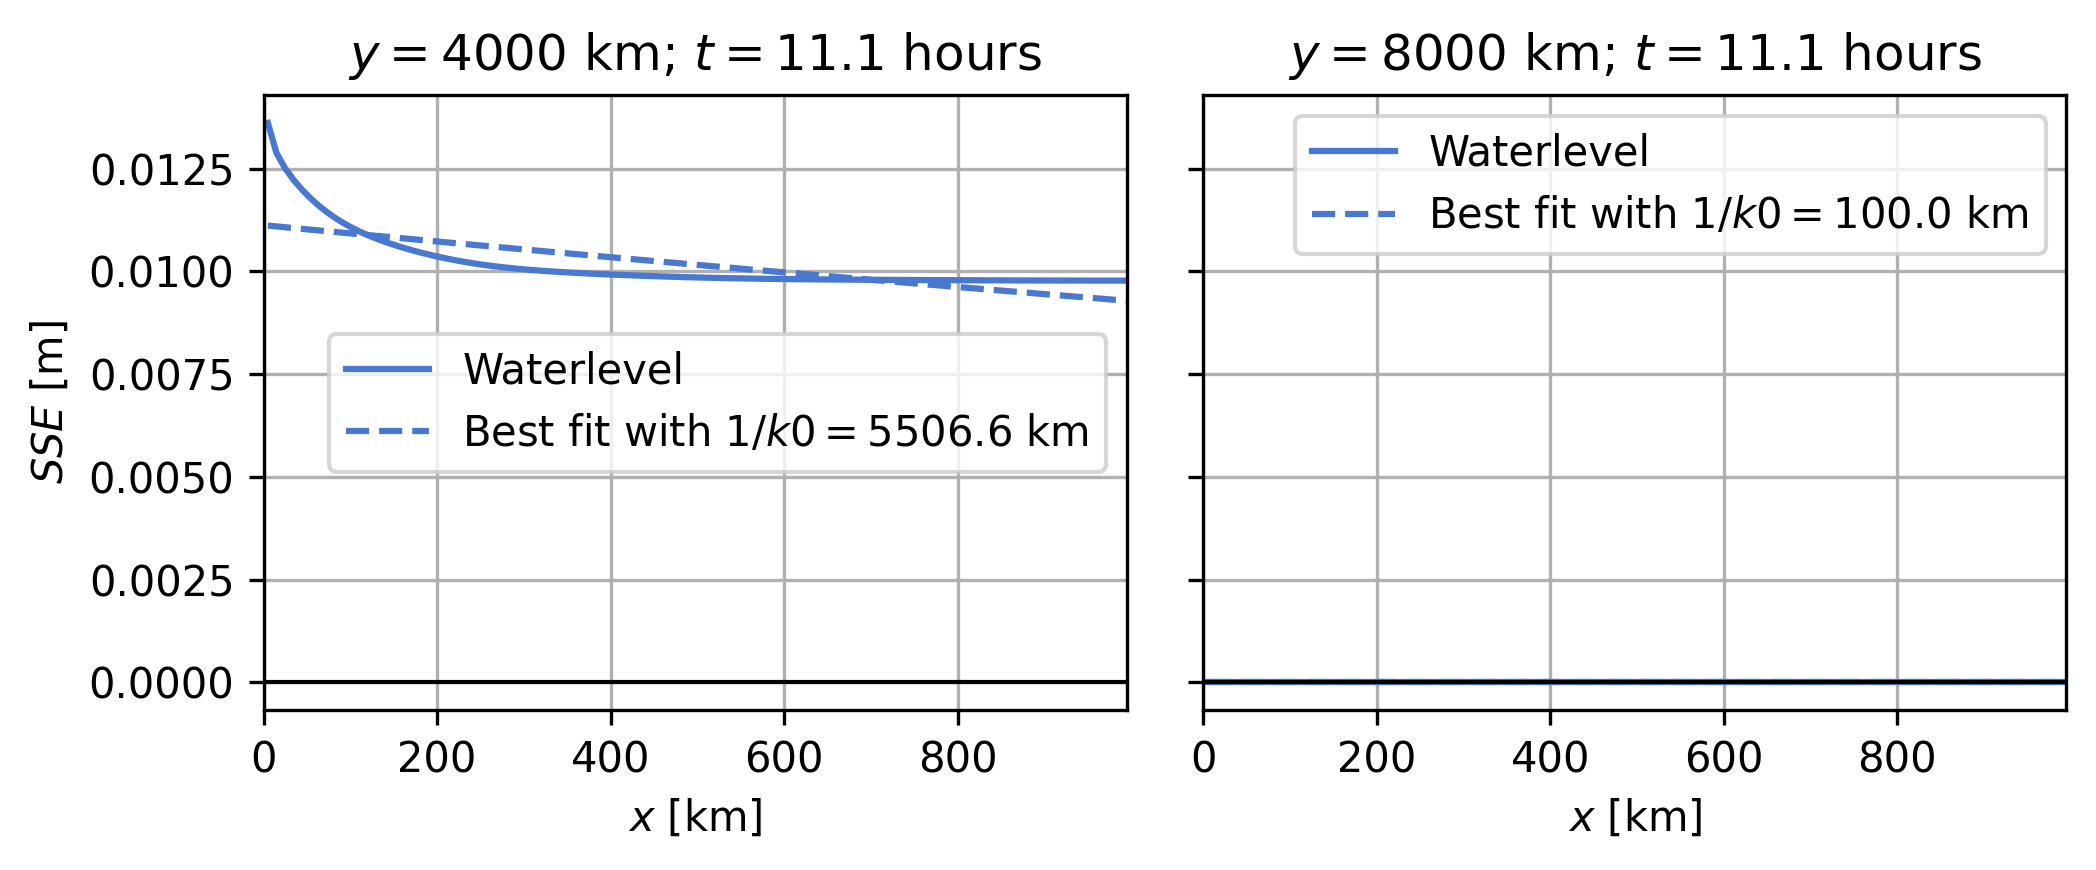 y = 4000 km; t = 11.1 hours
SSE [m]
0.0125
0.0100
0.0075
0.0050
0.0025
0.0000
Waterlevel
Best fit with 1/k0 = 5506.6 km
0 200 400 600 800
x [km]
y = 8000 km; t = 11.1 hours
Waterlevel
Best fit with 1/k0 = 100.0 km
0 200 400 600 800
x [km]